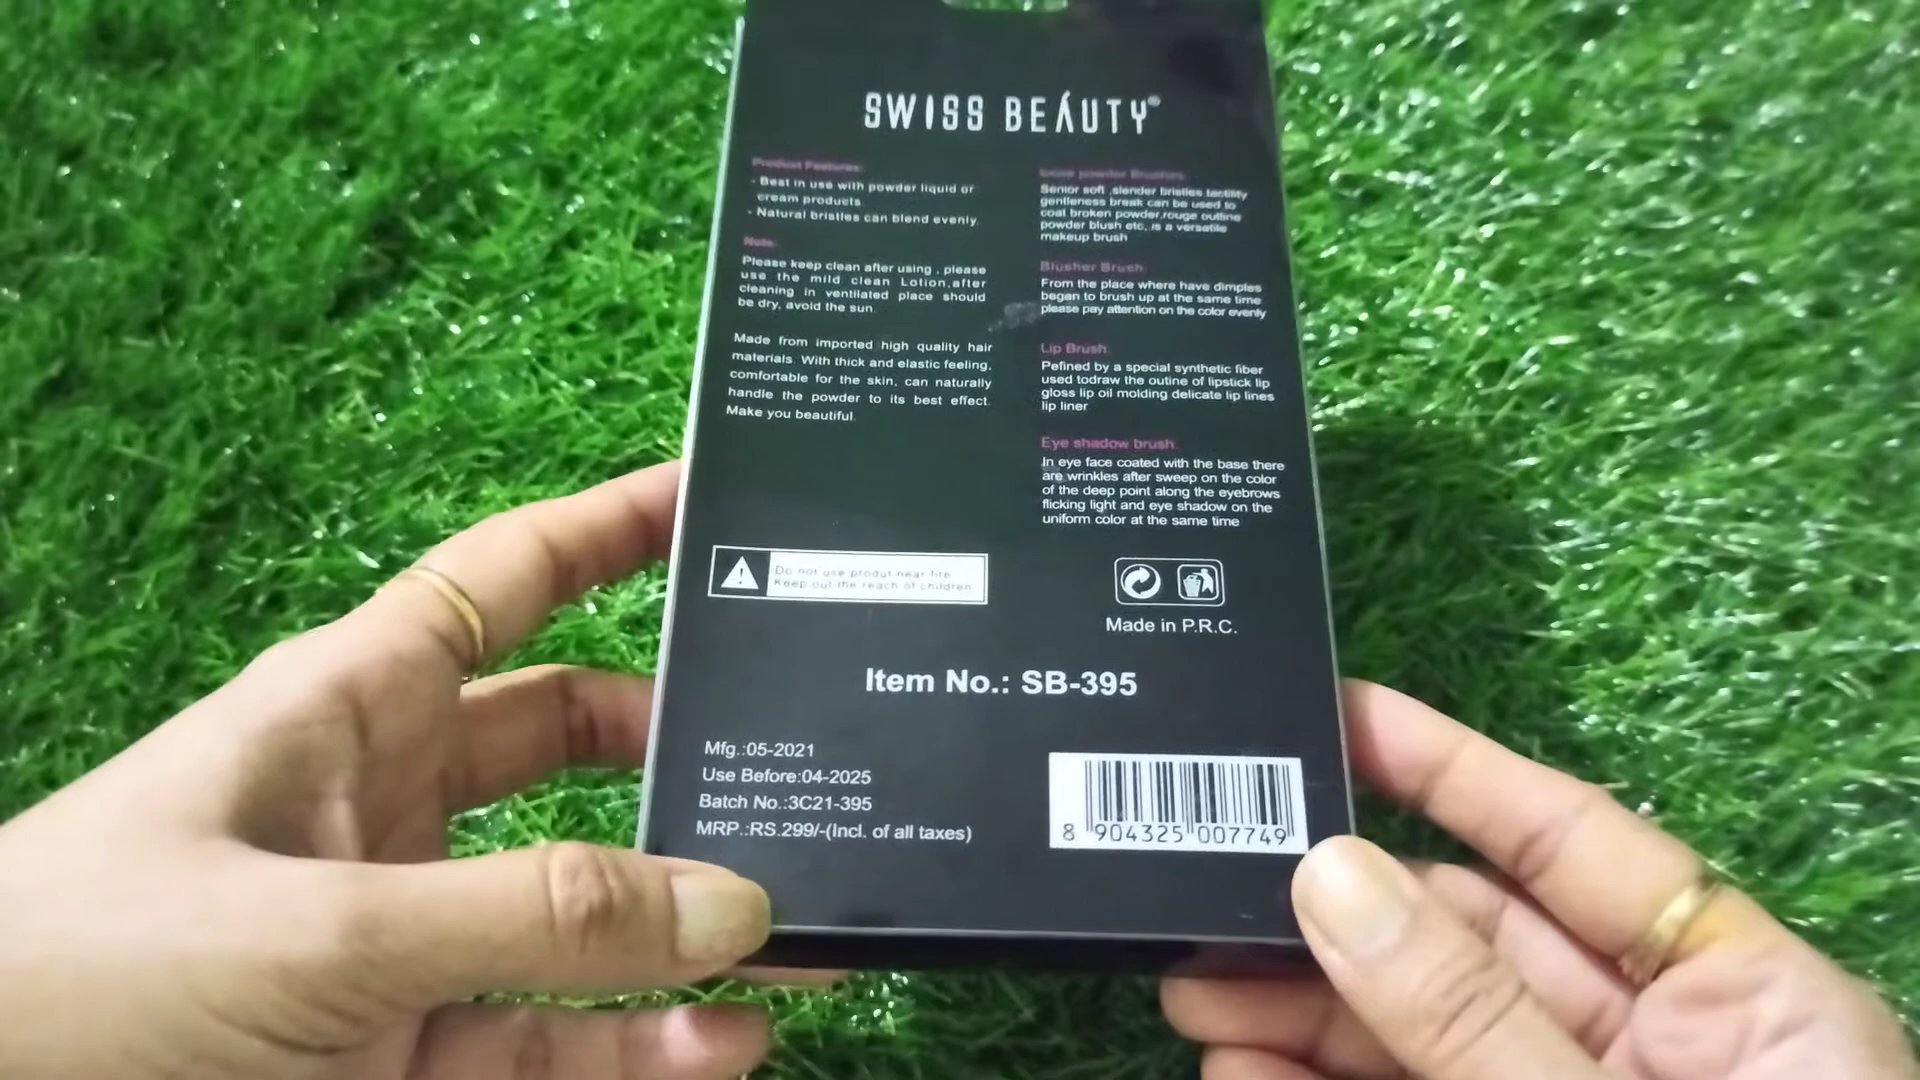 SWISS BEÁUTY®
Product Features:
- Best in use with powder liquid or
cream products
- Natural bristles can blend evenly.
Note:
Please keep clean after using , please
use the mild clean Lotion,after
cleaning in ventilated place should
be dry, avoid the sun.
Made from imported high quality hair
materials. With thick and elastic feeling,
comfortable for the skin, can naturally
handle the powder to its best effect.
Make you beautiful.
loose powder Brushes:
Senior soft ,slender bristles tactility
gentleness break can be used to
coat broken powder,rouge outline
powder blush etc, is a versatile
makeup brush
Blusher Brush:
From the place where have dimples
began to brush up at the same time
please pay attention on the color evenly
Lip Brush:
Pefined by a special synthetic fiber
used todraw the outine of lipstick lip
gloss lip oil molding delicate lip lines
lip liner
Eye shadow brush:
In eye face coated with the base there
are wrinkles after sweep on the color
of the deep point along the eyebrows
flicking light and eye shadow on the
uniform color at the same time
Do not use produt near fire
Keep out the reach of children
Made in P.R.C.
Item No.: SB-395
Mfg.:05-2021
Use Before:04-2025
Batch No.:3C21-395
MRP.:RS.299/-(Incl. of all taxes)
8 904325 007749